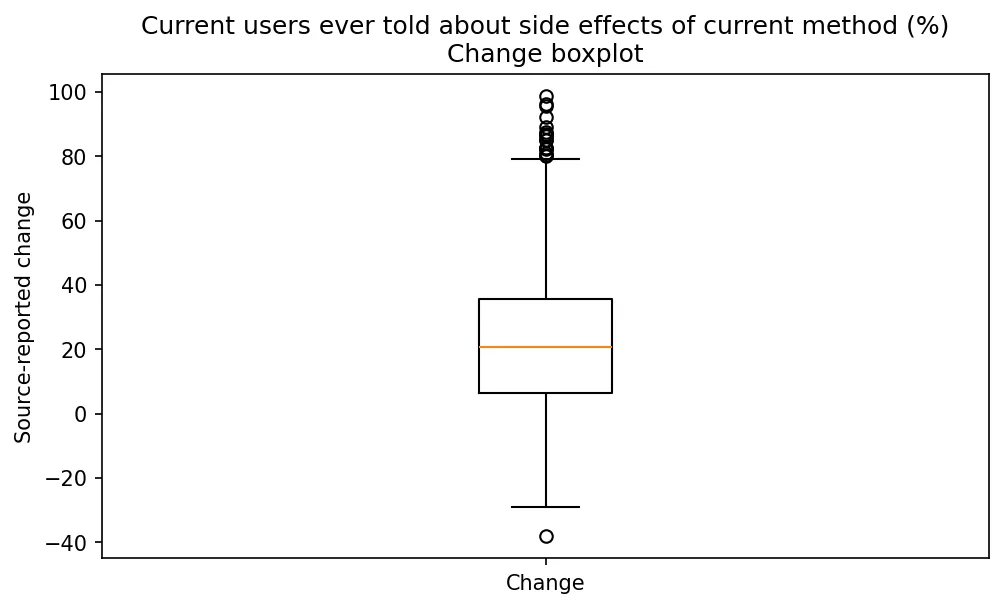 Current users ever told about side effects of current method (%)
Change boxplot
Source-reported change
100
80
60
40
20
0
−20
−40
Change